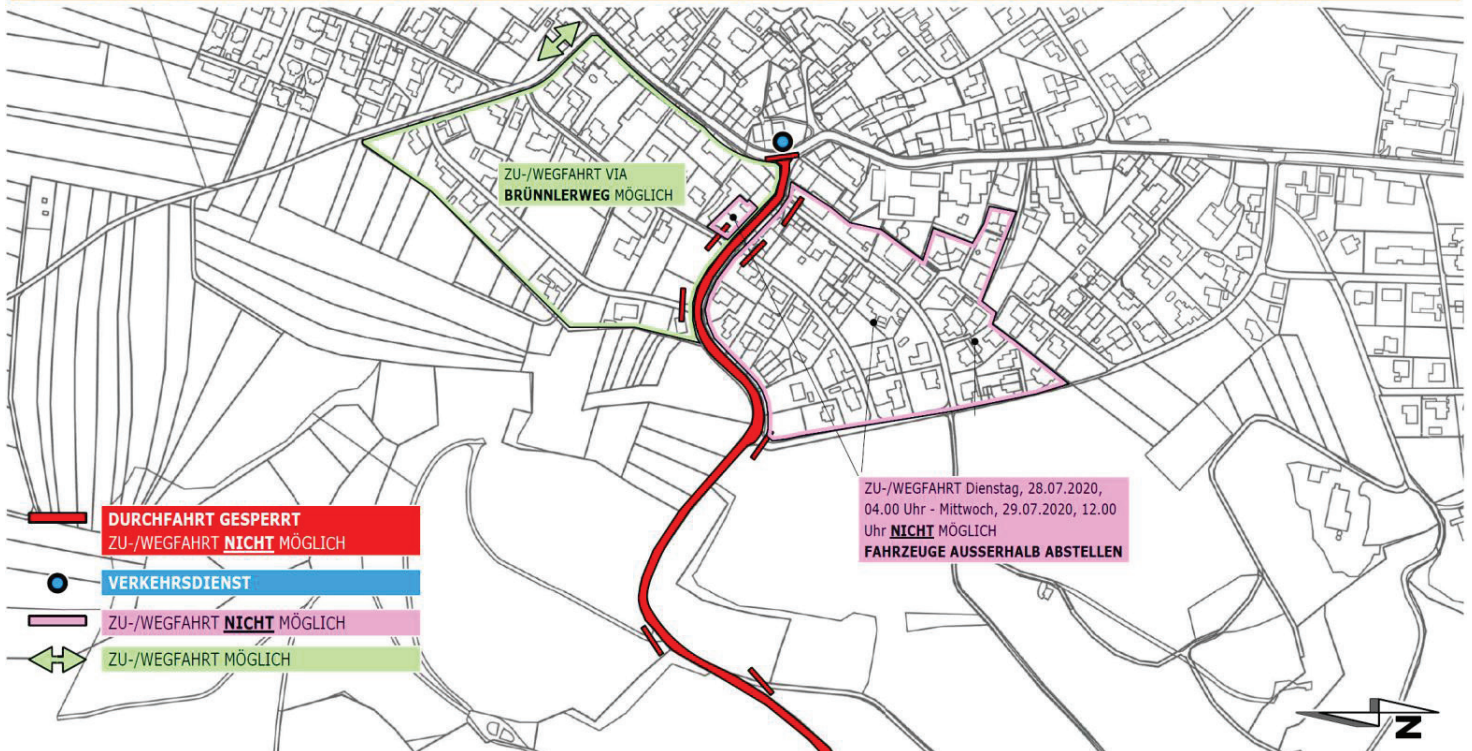 ZU-/WEGFAHRT VIA
BRÜNNLERWEG MÖGLICH
ZU-/WEGFAHRT Dienstag, 28.07.2020,
04.00 Uhr - Mittwoch, 29.07.2020, 12.00
Uhr NICHT MÖGLICH
FAHRZEUGE AUSSERHALB ABSTELLEN
DURCHFAHRT GESPERRT
ZU-/WEGFAHRT NICHT MÖGLICH
VERKEHRSDIENST
ZU-/WEGFAHRT NICHT MÖGLICH
ZU-/WEGFAHRT MÖGLICH
N